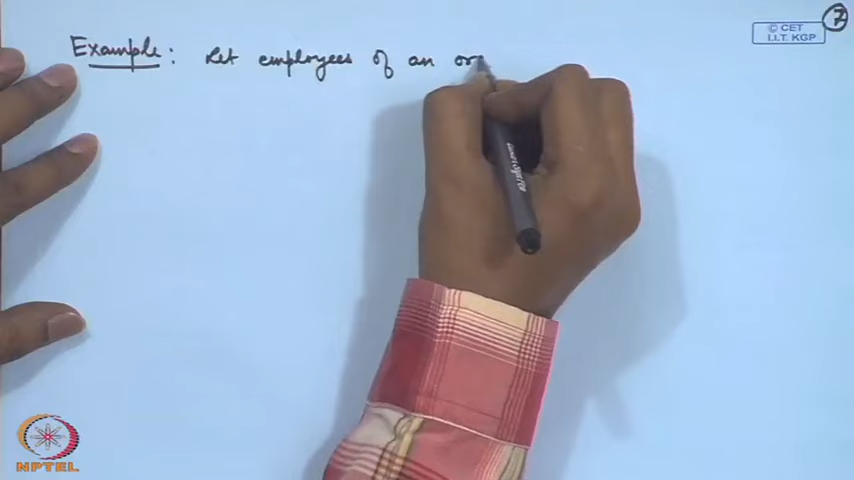 Example: Let employees of an or
© CET
I.I.T. KGP
7
NPTEL